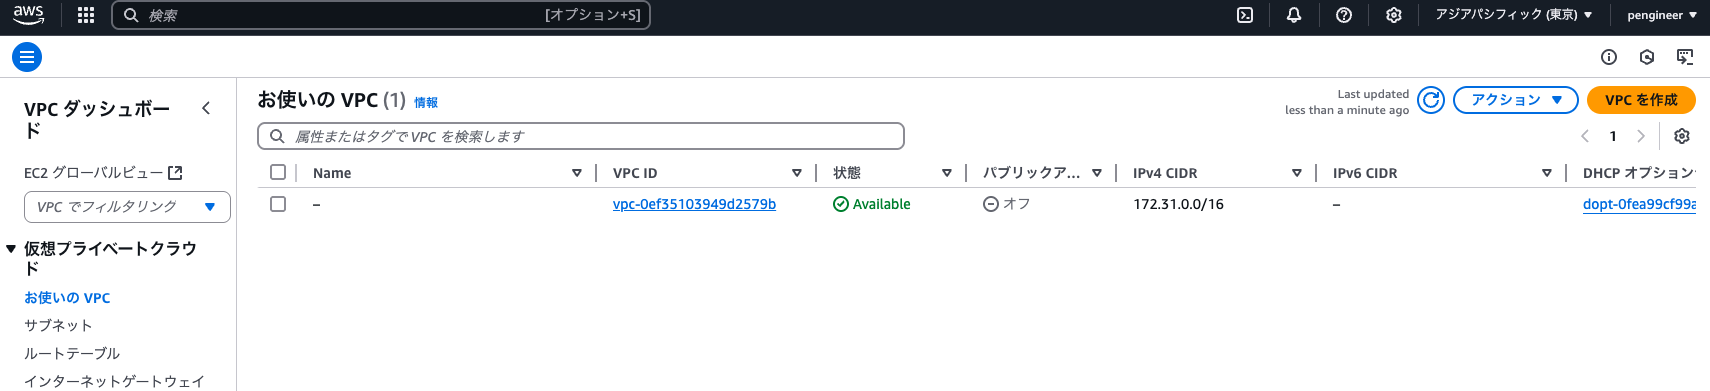 aws
検索
[オプション+S]
アジアパシフィック (東京)
pengineer
VPC ダッシュボー
ド
EC2 グローバルビュー
VPC でフィルタリング
仮想プライベートクラウ
ド
お使いの VPC
サブネット
ルートテーブル
インターネットゲートウェイ
お使いの VPC (1) 情報
Last updated
less than a minute ago
アクション
VPC を作成
属性またはタグで VPC を検索します
1
Name VPC ID 状態 パブリックア... IPv4 CIDR IPv6 CIDR DHCP オプション
– vpc-0ef35103949d2579b Available オフ 172.31.0.0/16 – dopt-0fea99cf99a